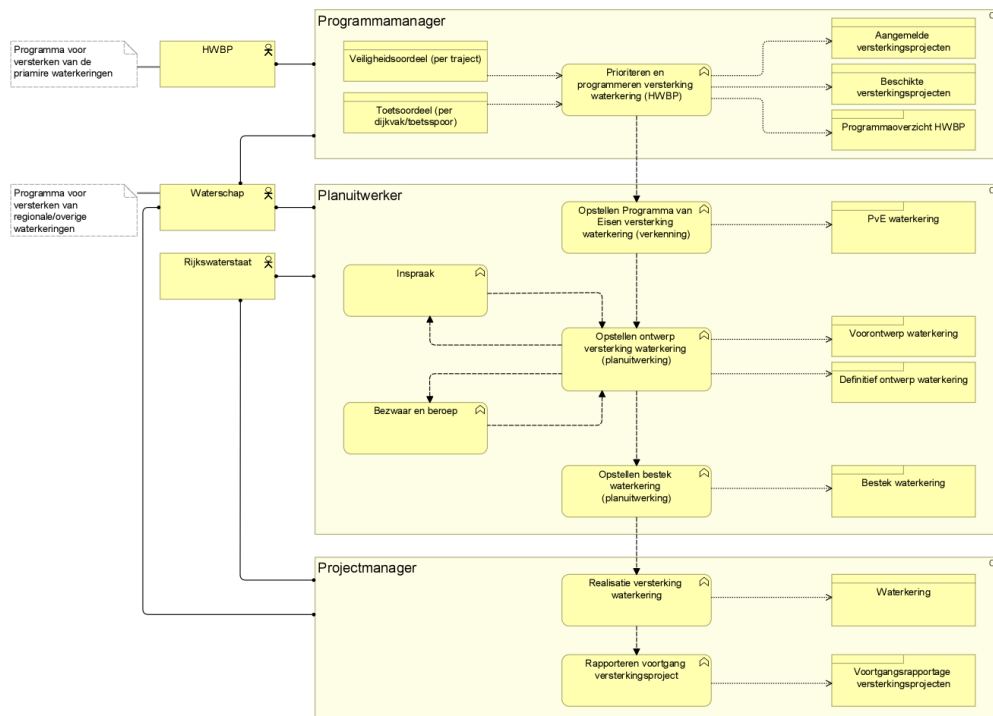 Programmamanager
Programma voor
versterken van de
priamire waterkeringen
HWBP
Veiligheidsoordeel (per traject)
Toetsoordeel (per
dijkvak/toetsspoor)
Prioriteren en
programmeren versterking
waterkering (HWBP)
Aangemelde
versterkingsprojecten
Beschikte
versterkingsprojecten
Programmaoverzicht HWBP
Programma voor
versterken van
regionale/overige
waterkeringen
Waterschap
Rijkswaterstaat
Planuitwerker
Opstellen Programma van
Eisen versterking
waterkering (verkenning)
PvE waterkering
Inspraak
Opstellen ontwerp
versterking waterkering
(planuitwerking)
Voorontwerp waterkering
Definitief ontwerp waterkering
Bezwaar en beroep
Opstellen bestek
waterkering
(planuitwerking)
Bestek waterkering
Projectmanager
Realisatie versterking
waterkering
Waterkering
Rapporteren voortgang
versterkingsproject
Voortgangsrapportage
versterkingsprojecten